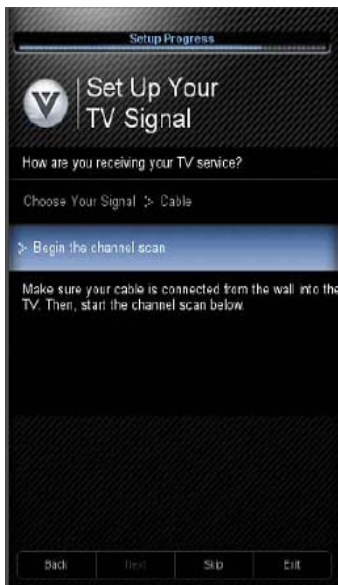 Setup Progress
V
Set Up Your
TV Signal
How are you receiving your TV service?
Choose Your Signal :> Cable
:> Begin the channel scan
Make sure your cable is connected from the wall into the
TV. Then, start the channel scan below.
Back Next Skip Exit